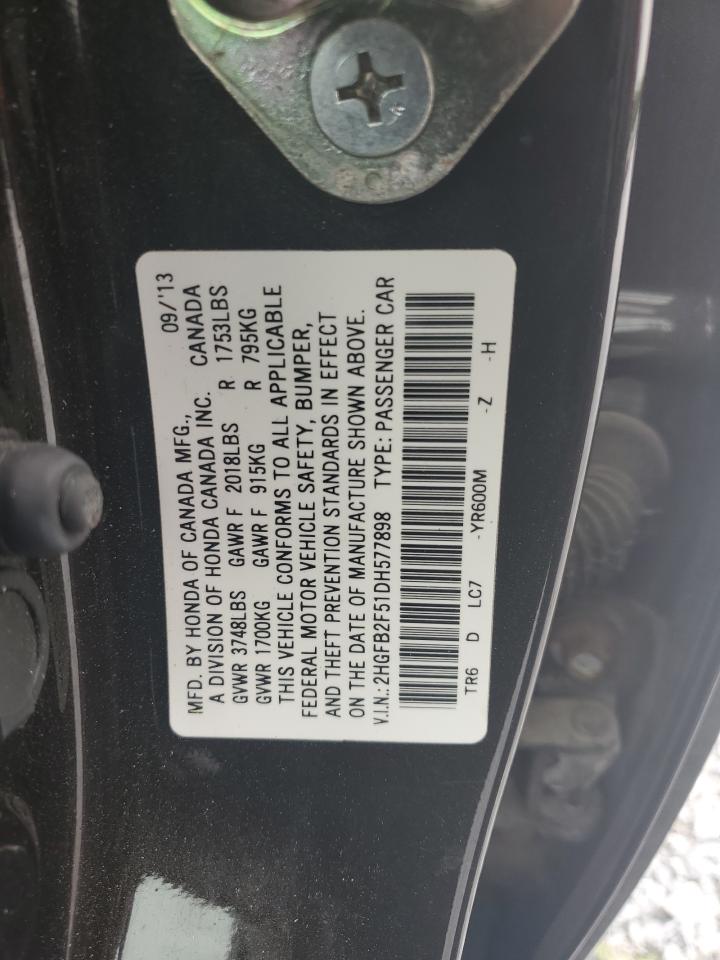 MFD. BY HONDA OF CANADA MFG., 09/'13
A DIVISION OF HONDA CANADA INC. CANADA
GVWR 3748LBS GAWR F 2018LBS R 1753LBS
GVWR 1700KG GAWR F 915KG R 795KG
THIS VEHICLE CONFORMS TO ALL APPLICABLE
FEDERAL MOTOR VEHICLE SAFETY, BUMPER,
AND THEFT PREVENTION STANDARDS IN EFFECT
ON THE DATE OF MANUFACTURE SHOWN ABOVE.
V.I.N.:2HGFB2F51DH577898 TYPE: PASSENGER CAR
TR6 D LC7 -YR600M -Z -H